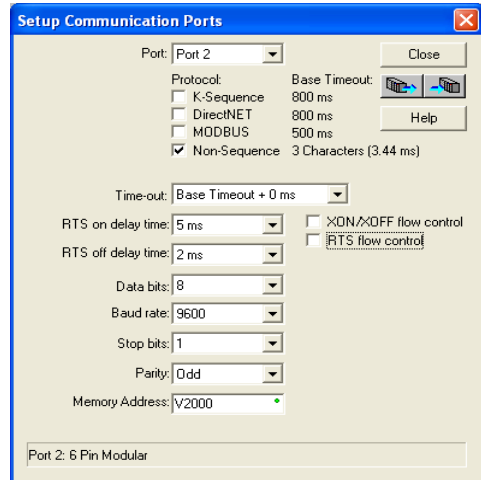 Setup Communication Ports
Port: Port 2
Close
Protocol: Base Timeout:
K-Sequence 800 ms
DirectNET 800 ms
Help
MODBUS 500 ms
Non-Sequence 3 Characters (3.44 ms)
Time-out: Base Timeout + 0 ms
RTS on delay time: 5 ms XON/XOFF flow control
RTS flow control
RTS off delay time: 2 ms
Data bits: 8
Baud rate: 9600
Stop bits: 1
Parity: Odd
Memory Address: V2000
Port 2: 6 Pin Modular